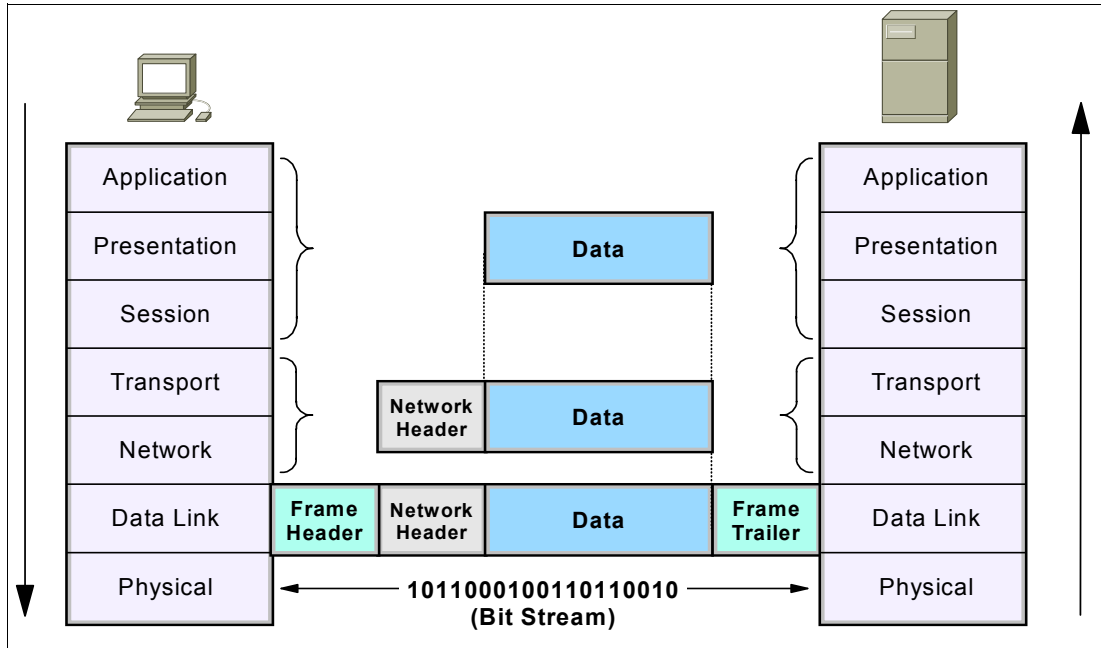 Application
Presentation
Session
Transport
Network
Data Link
Physical
Data
Network
Header
Data
Frame
Header
Network
Header
Data
Frame
Trailer
1011000100110110010
(Bit Stream)
Application
Presentation
Session
Transport
Network
Data Link
Physical